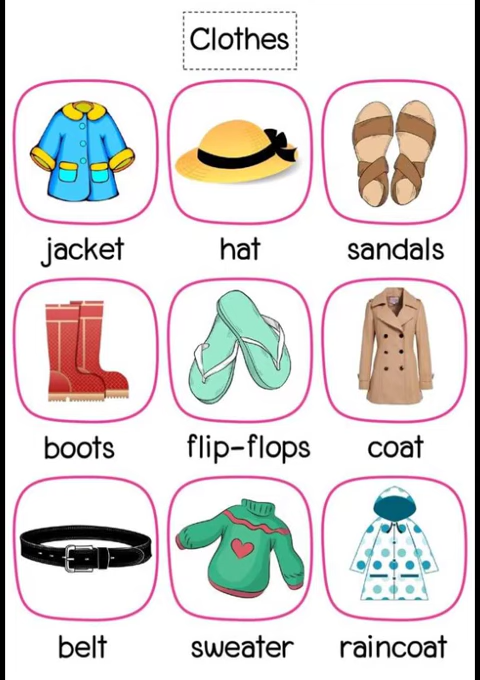 Clothes
jacket hat sandals
boots flip-flops coat
belt sweater raincoat